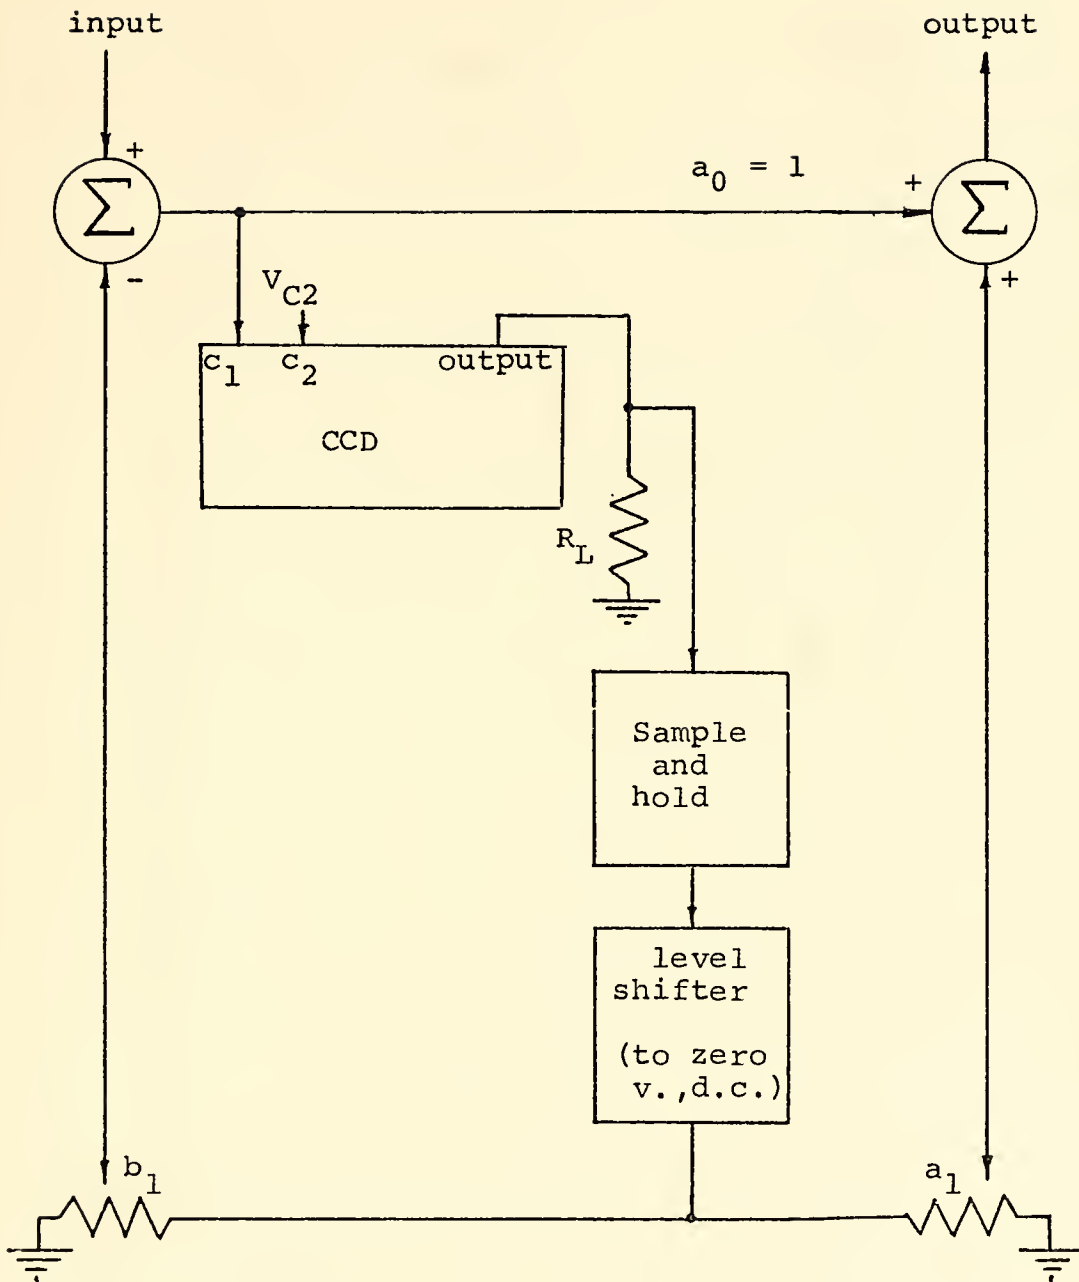 input
output
+
Σ
-
a0 = 1
+
Σ
+
VC2
c1
c2
output
CCD
RL
Sample
and
hold
level
shifter
(to zero
v.,d.c.)
b1
a1